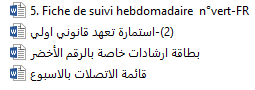 5. Fiche de suivi hebdomadaire n°vert-FR
استمارة تعهد قانوني اولي-(2)
بطاقة ارشادات خاصة بالرقم الأخضر
قائمة الاتصلات بالاسبوع